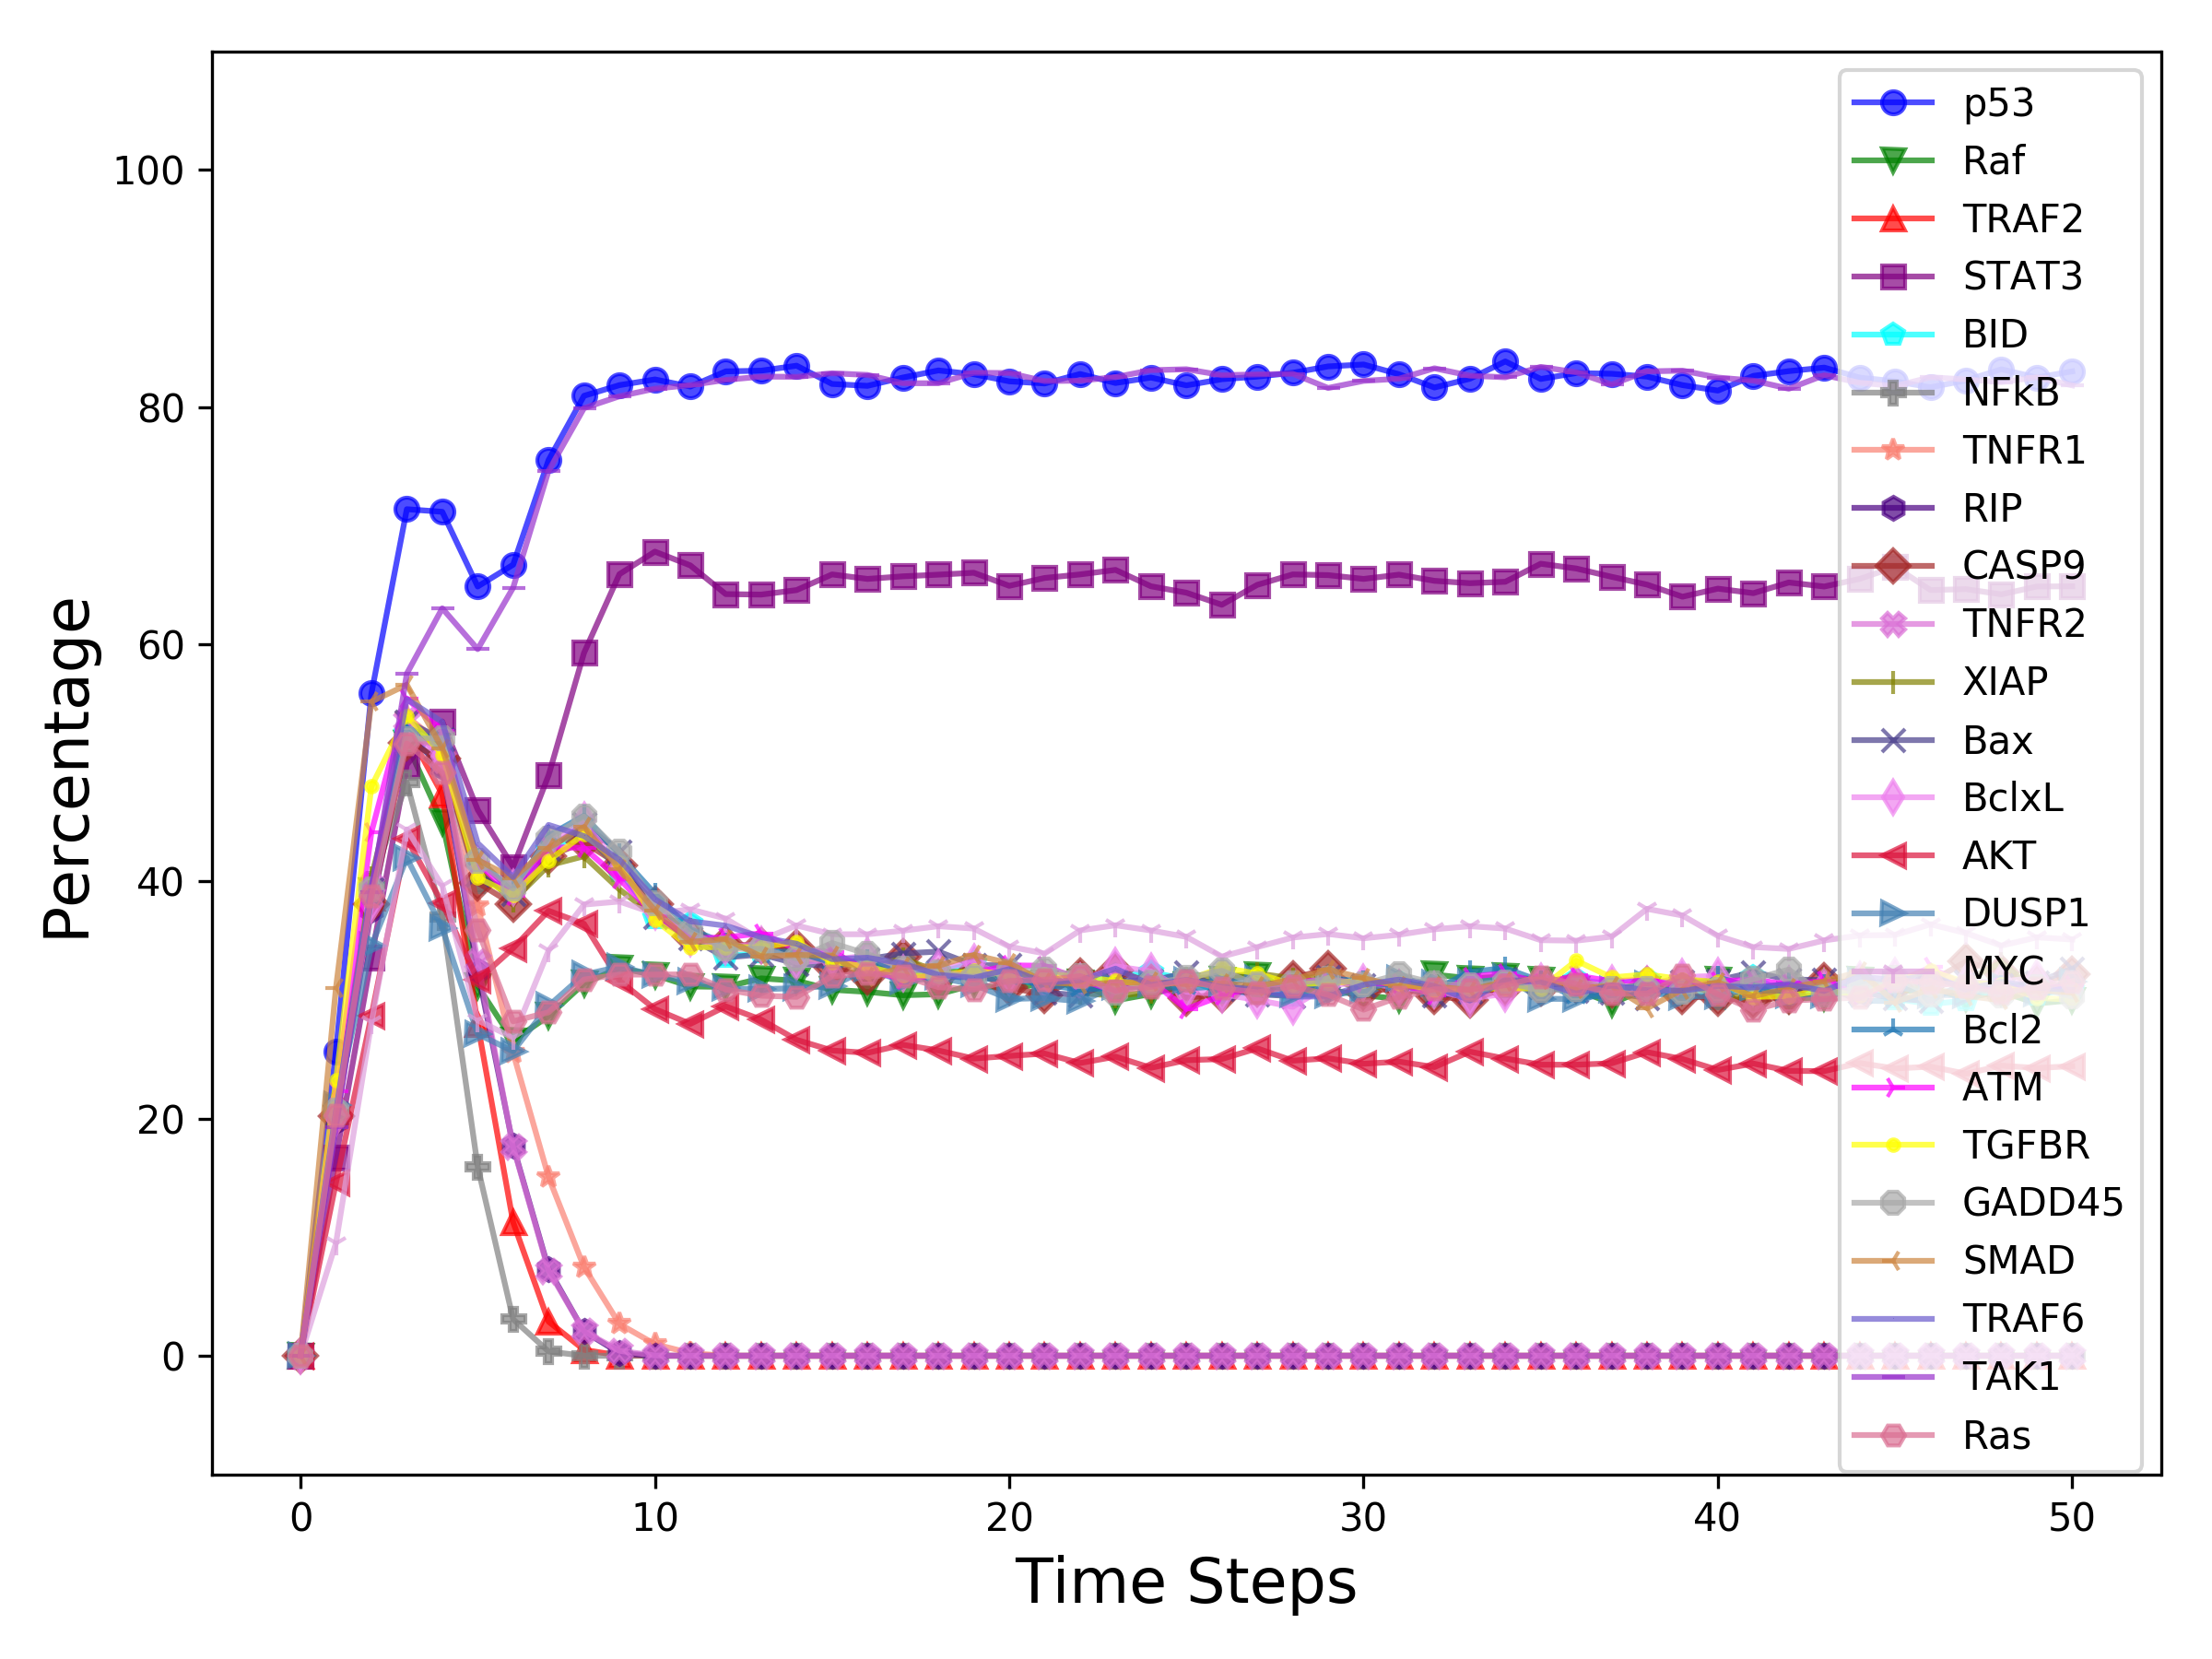 Percentage
100
80
60
40
20
0
0 10 20 30 40 50
Time Steps
p53
Raf
TRAF2
STAT3
BID
NFkB
TNFR1
RIP
CASP9
TNFR2
XIAP
Bax
BclxL
AKT
DUSP1
MYC
Bcl2
ATM
TGFBR
GADD45
SMAD
TRAF6
TAK1
Ras